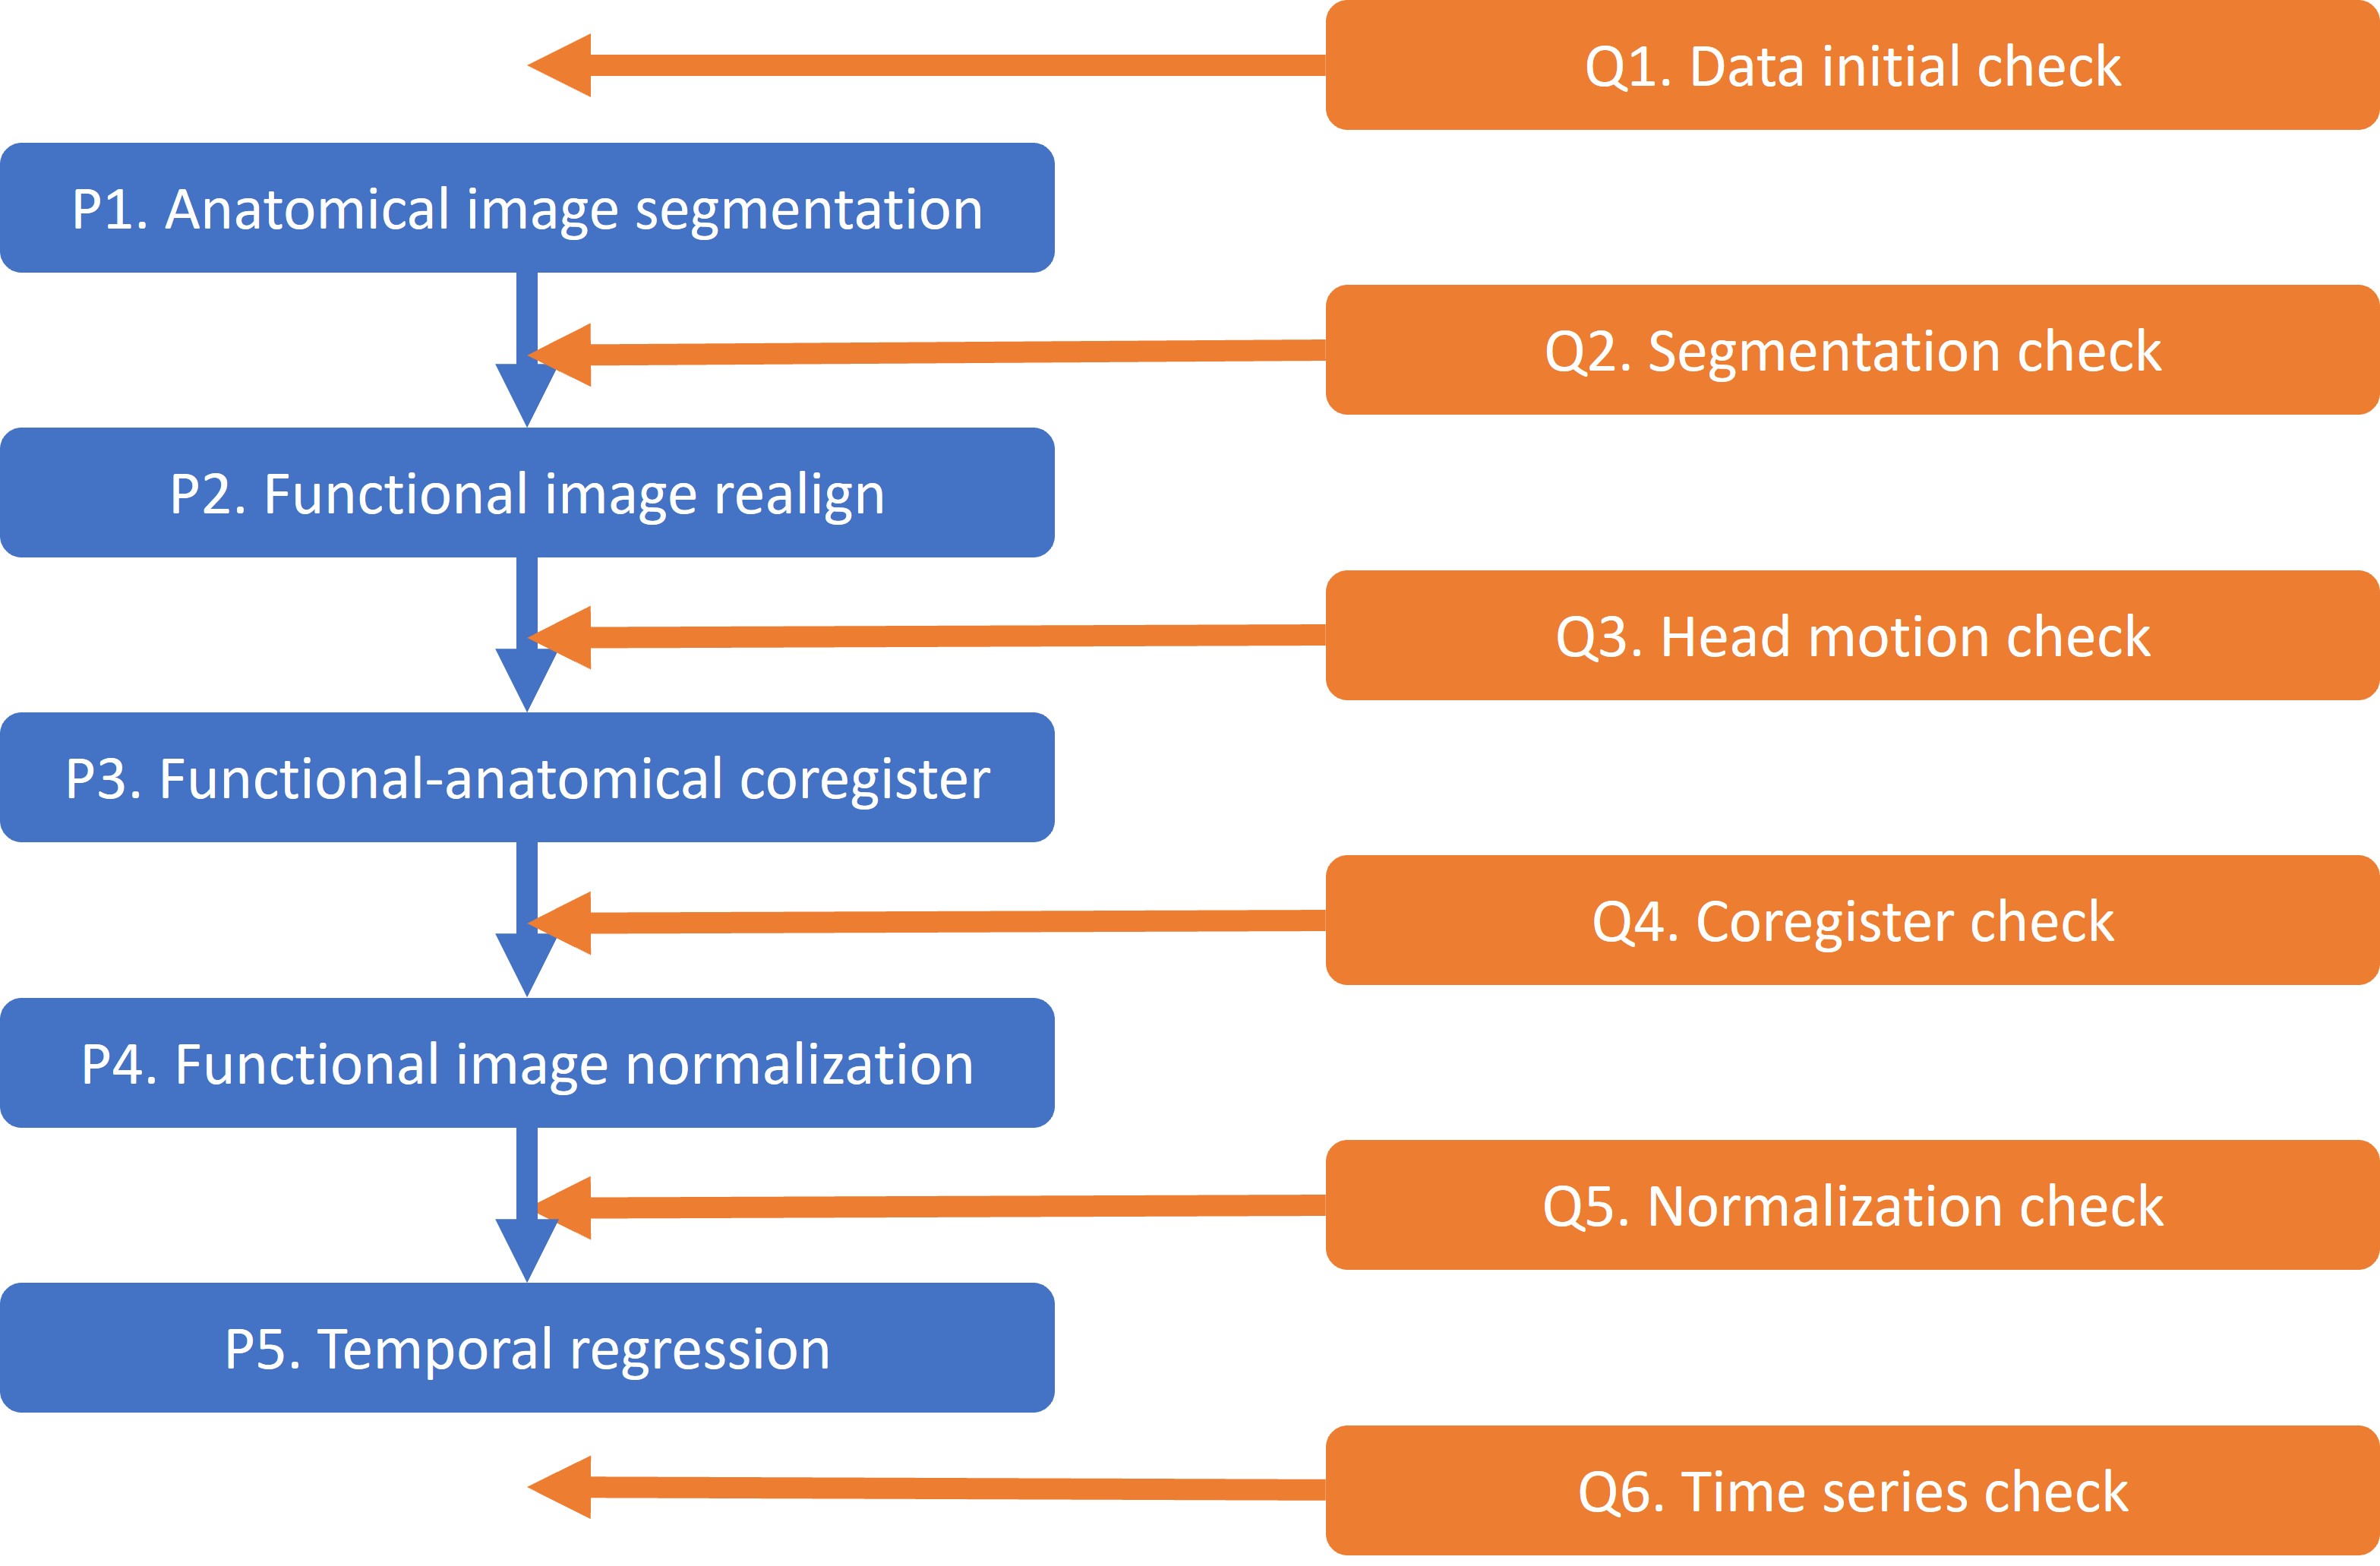 Q1. Data initial check
P1. Anatomical image segmentation
Q2. Segmentation check
P2. Functional image realign
Q3. Head motion check
P3. Functional-anatomical coregister
Q4. Coregister check
P4. Functional image normalization
Q5. Normalization check
P5. Temporal regression
Q6. Time series check